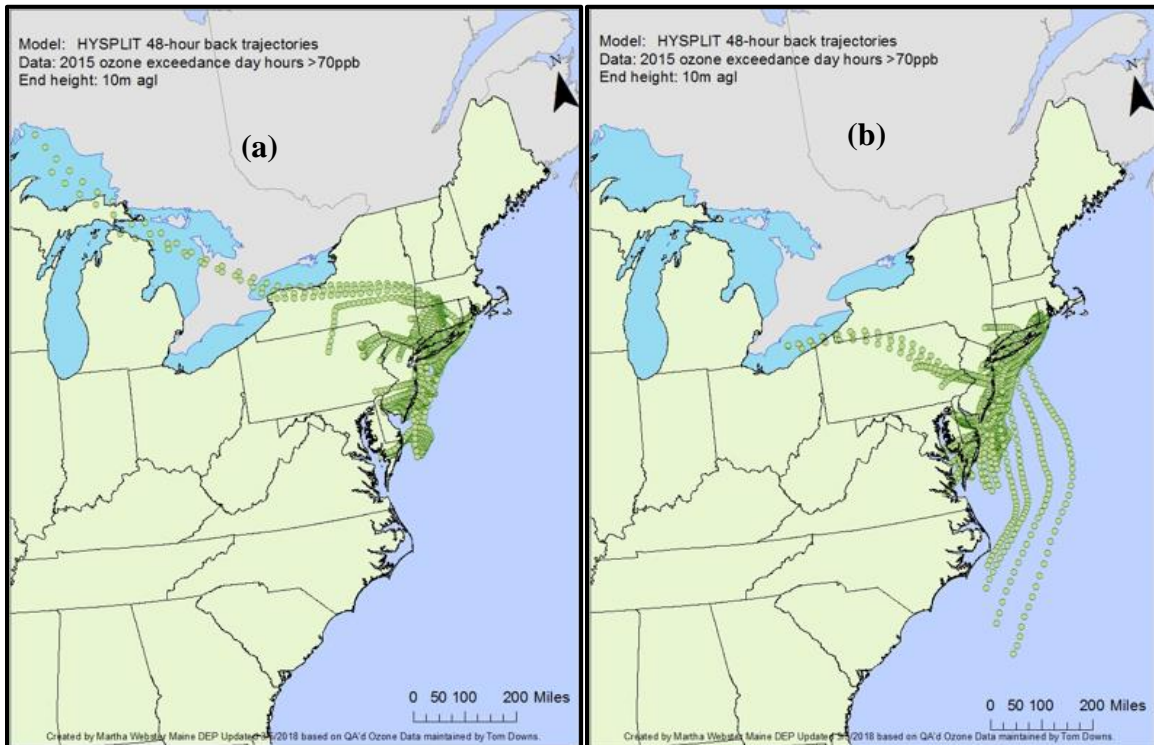 Model: HYSPLIT 48-hour back trajectories
Data: 2015 ozone exceedance day hours >70ppb
End height: 10m agl
N
(a)
0 50 100 200 Miles
Created by Martha Webster Maine DEP Updated 3/5/2018 based on QA'd Ozone Data maintained by Tom Downs.
Model: HYSPLIT 48-hour back trajectories
Data: 2015 ozone exceedance day hours >70ppb
End height: 10m agl
N
(b)
0 50 100 200 Miles
Created by Martha Webster Maine DEP Updated 3/5/2018 based on QA'd Ozone Data maintained by Tom Downs.